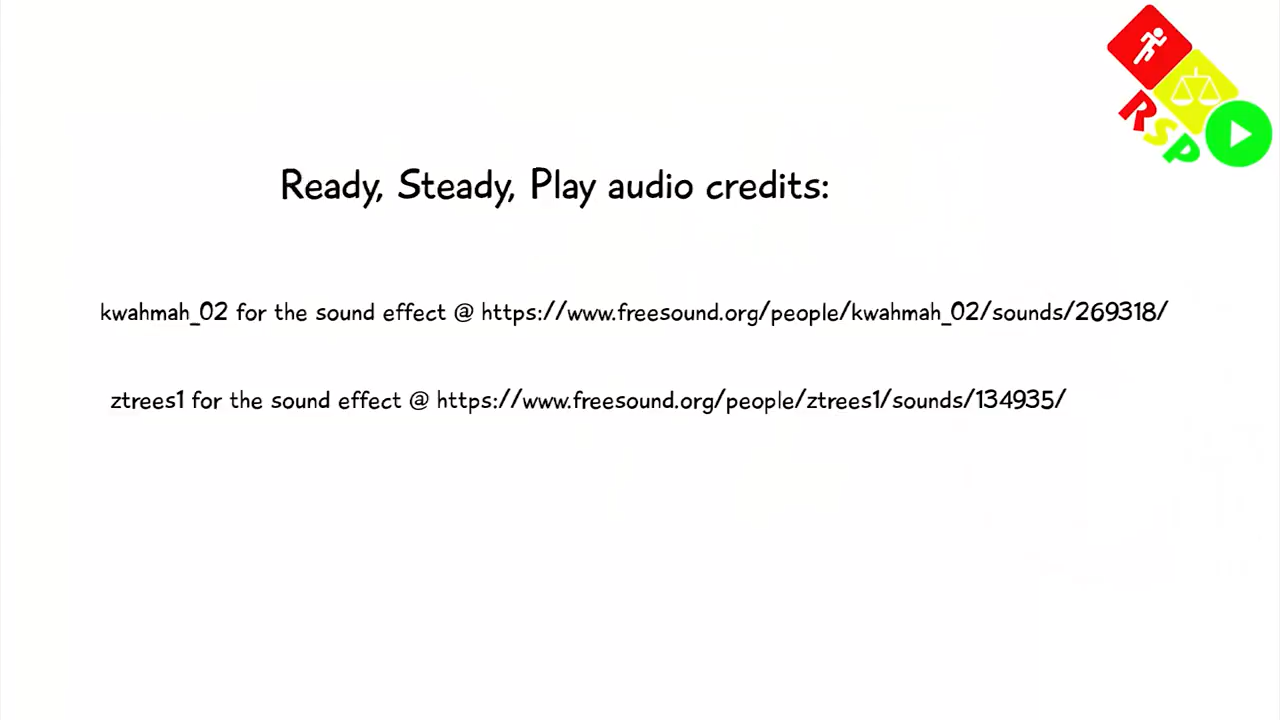 RSP
Ready, Steady, Play audio credits:
kwahmah_02 for the sound effect @ https://www.freesound.org/people/kwahmah_02/sounds/269318/
ztrees1 for the sound effect @ https://www.freesound.org/people/ztrees1/sounds/134935/